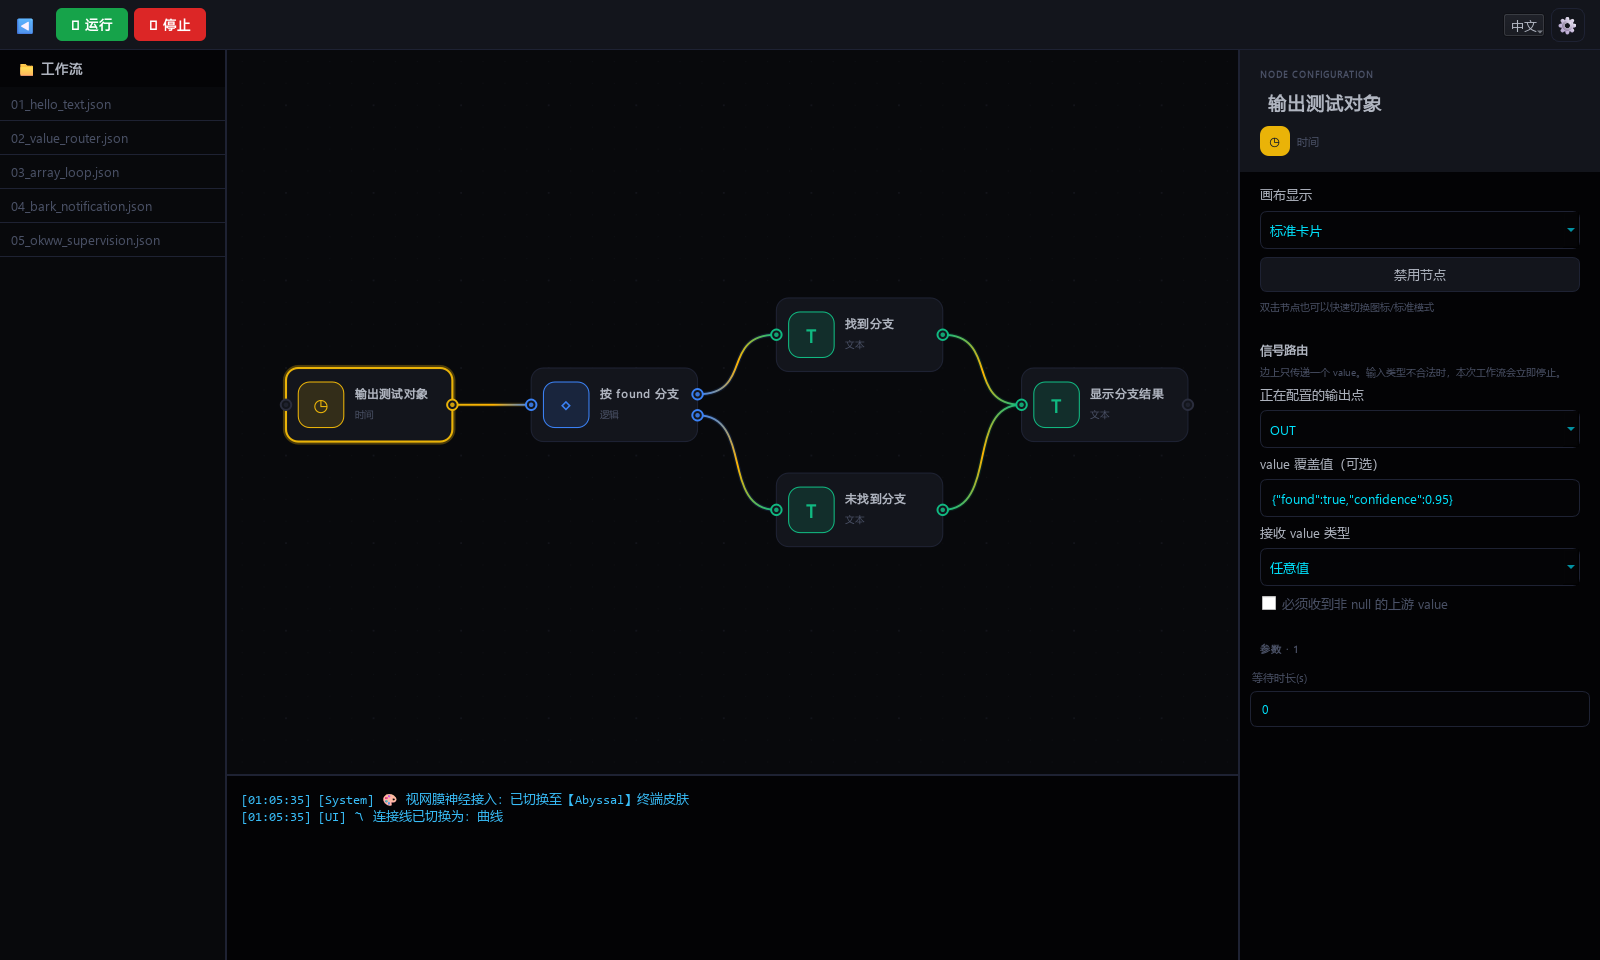 运行
停止
中文
工作流
01_hello_text.json
02_value_router.json
03_array_loop.json
04_bark_notification.json
05_okww_supervision.json
输出测试对象
时间
按 found 分支
逻辑
T
找到分支
文本
T
未找到分支
文本
T
显示分支结果
文本
[01:05:35] [System] 🎨 视网膜神经接入：已切换至【Abyssal】终端皮肤
[01:05:35] [UI] 〽 连接线已切换为：曲线
NODE CONFIGURATION
输出测试对象
时间
画布显示
标准卡片
禁用节点
双击节点也可以快速切换图标/标准模式
信号路由
边上只传递一个 value。输入类型不合法时，本次工作流会立即停止。
正在配置的输出点
OUT
value 覆盖值（可选）
{"found":true,"confidence":0.95}
接收 value 类型
任意值
必须收到非 null 的上游 value
参数 · 1
等待时长(s)
0